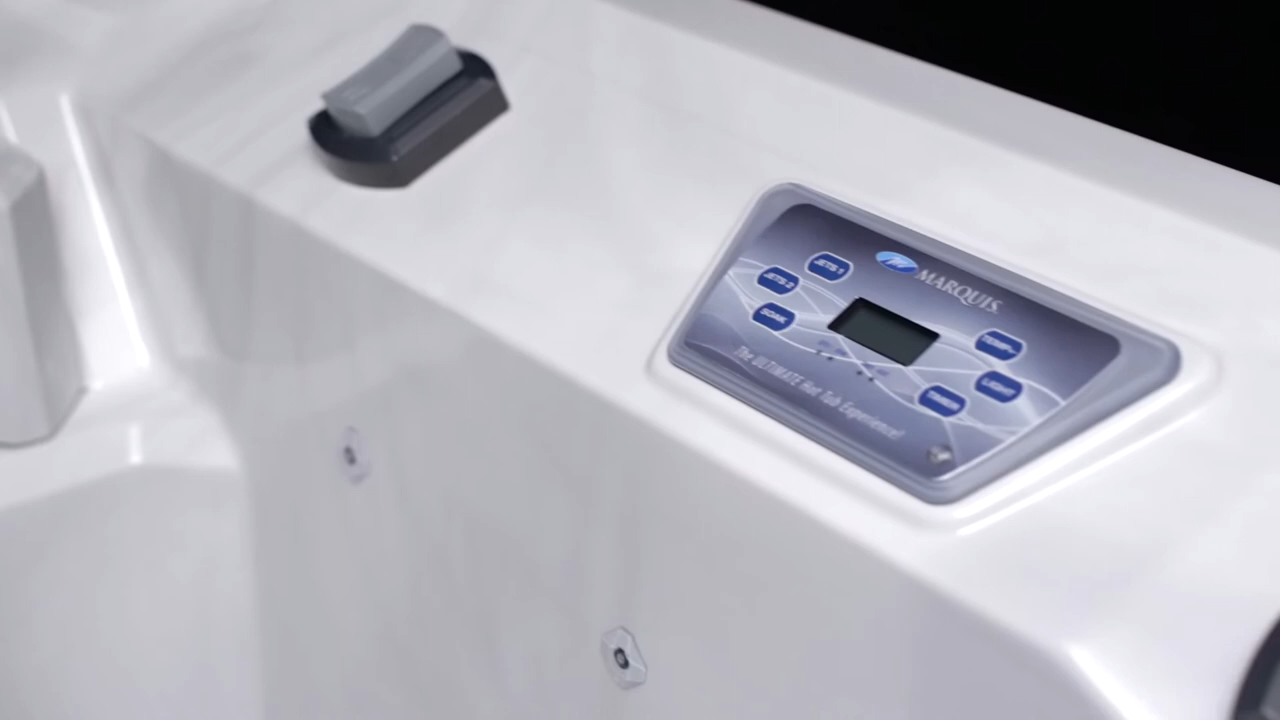 JETS 1
MARQUIS.
JETS 2
SOAK
TEMP~
LIGHT
TIMER
The ULTIMATE Hot Tub Experience!